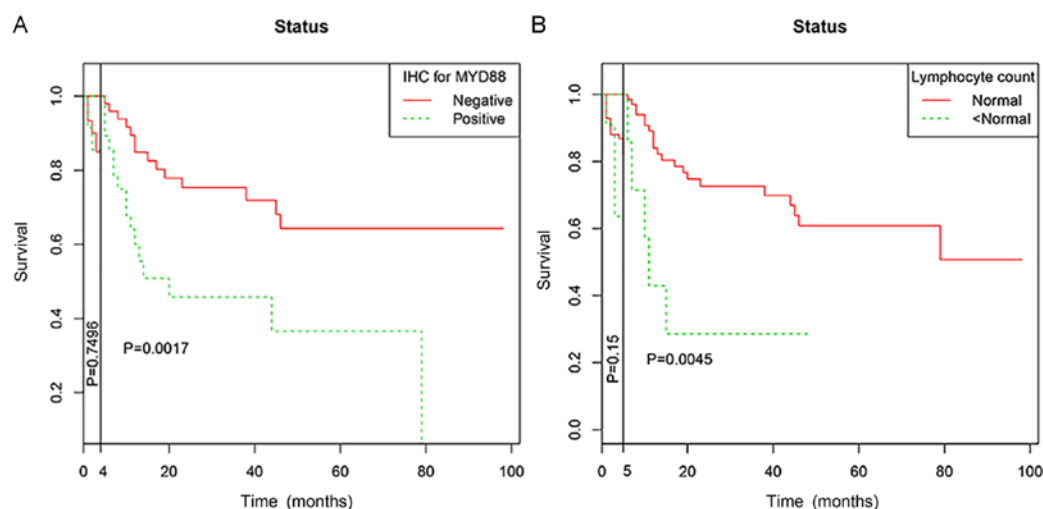 A
Status
IHC for MYD88
Negative
Positive
Survival
1.0
0.8
0.6
0.4
0.2
P=0.7496
P=0.0017
0 4 20 40 60 80 100
Time (months)
B
Status
Lymphocyte count
Normal
<Normal
Survival
1.0
0.8
0.6
0.4
0.2
0.0
P=0.15
P=0.0045
0 5 20 40 60 80 100
Time (months)